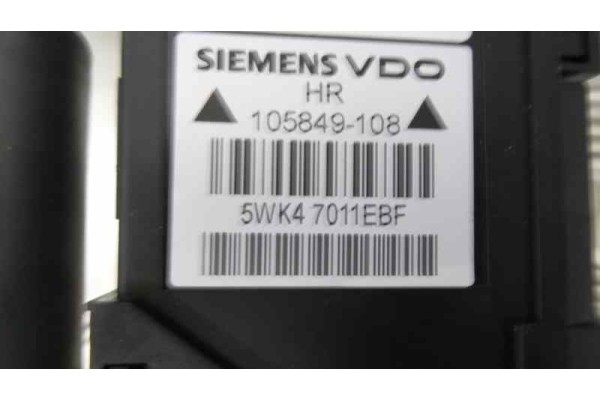 SIEMENS VDO
HR
105849-108
5WK4 7011EBF